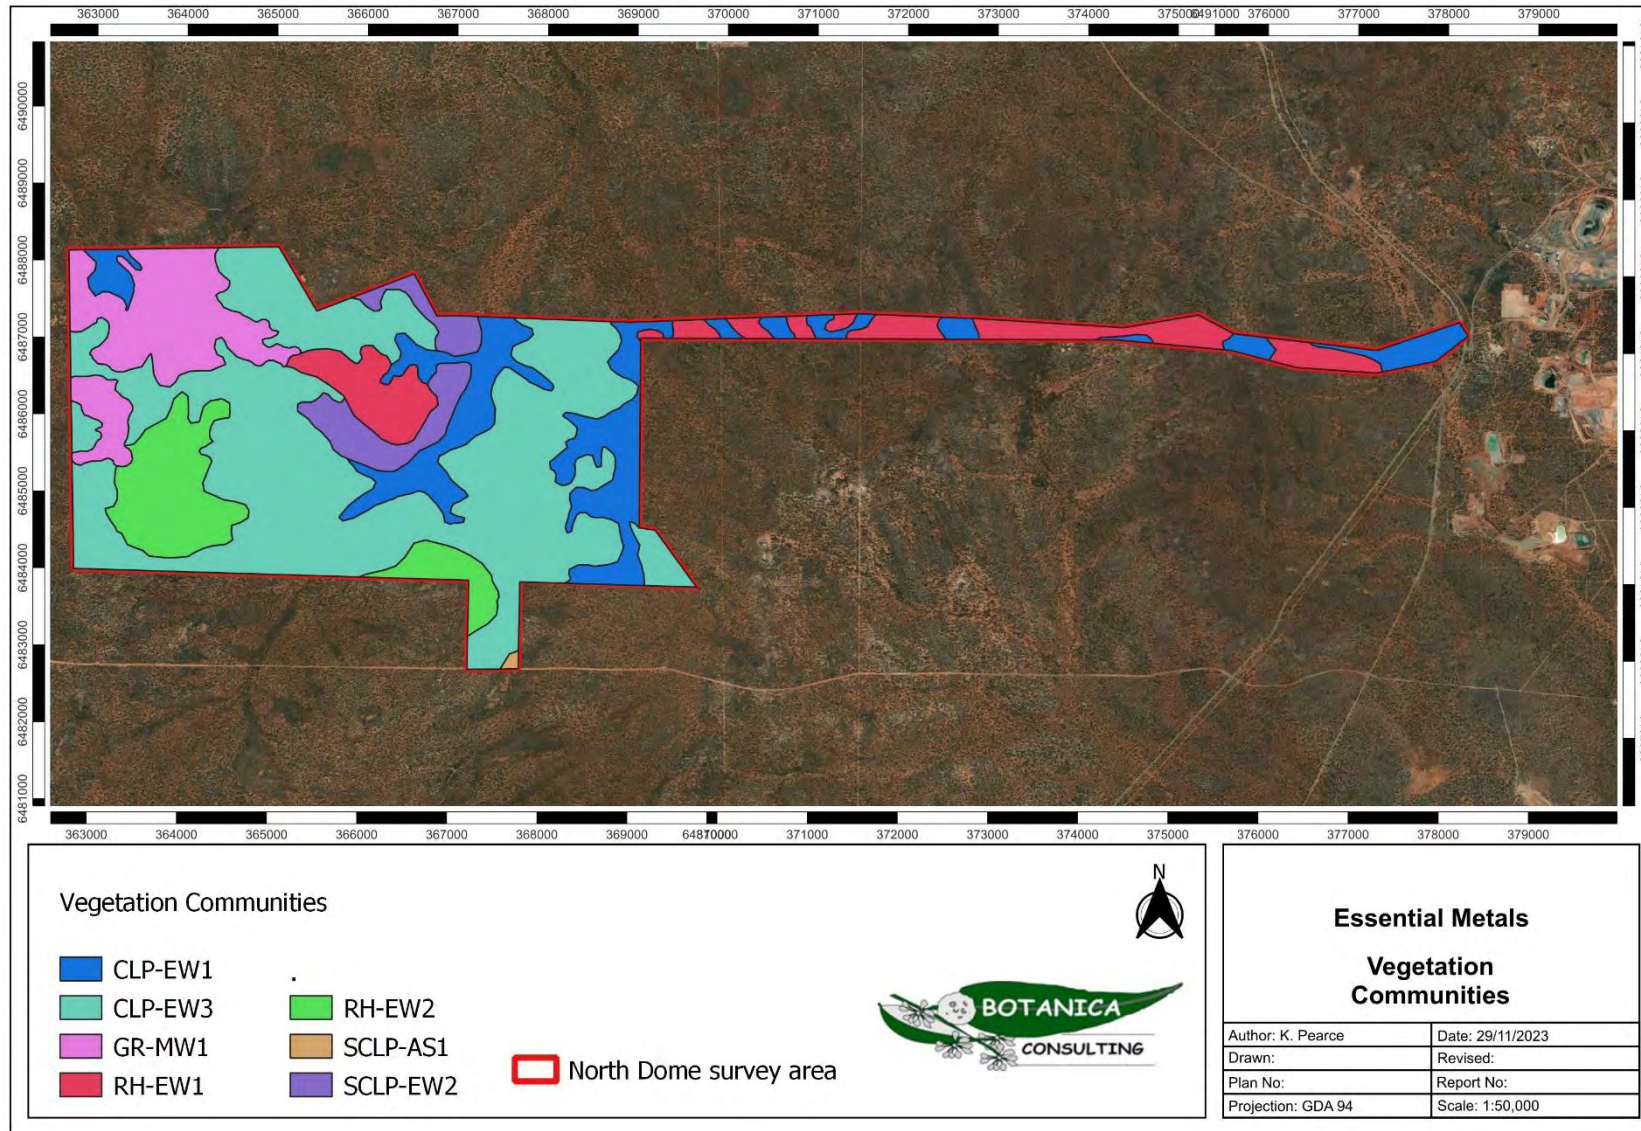 363000 364000 365000 366000 367000 368000 369000 370000 371000 372000 373000 374000 375000 6491000 376000 377000 378000 379000
6490000
6489000
6488000
6487000
6486000
6485000
6484000
6483000
6482000
6481000
363000 364000 365000 366000 367000 368000 369000 371000 372000 373000 374000 375000 376000 377000 378000 379000
Vegetation Communities
CLP-EW1
.
CLP-EW3
RH-EW2
GR-MW1
SCLP-AS1
RH-EW1
SCLP-EW2
North Dome survey area
N
BOTANICA
CONSULTING
Essential Metals
Vegetation
Communities
Author: K. Pearce
Date: 29/11/2023
Drawn:
Revised:
Plan No:
Report No:
Projection: GDA 94
Scale: 1:50,000